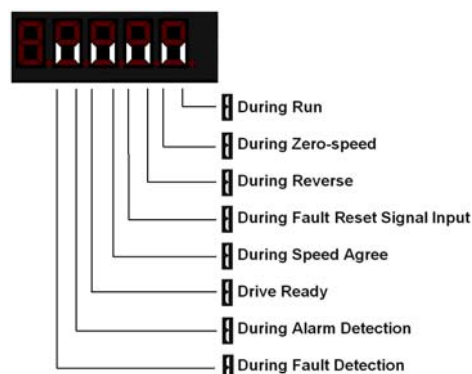 During Run
During Zero-speed
During Reverse
During Fault Reset Signal Input
During Speed Agree
Drive Ready
During Alarm Detection
During Fault Detection